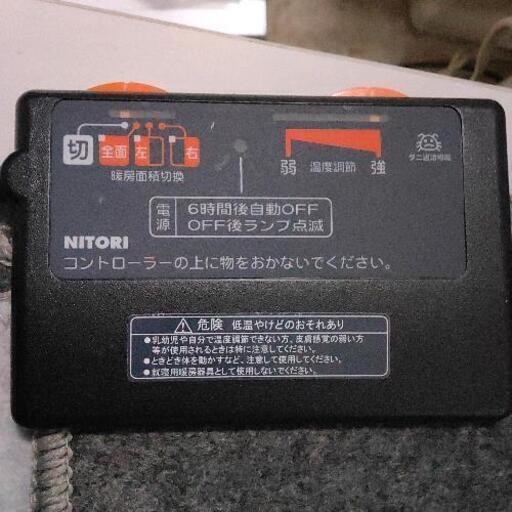 切 全面 左 右
暖房面積切換
弱 温度調節 強
電源
6時間後自動OFF
OFF後ランプ点滅
NITORI
コントローラーの上に物をおかないでください。
危険 低温やけどのおそれあり
●乳幼児や自分で温度調節できない方、皮膚感覚の弱い方
等が使用されるときは特に注意してください。
●ときどき体を動かすなど、注意して使用してください。
●就寝用暖房器具として使用しないでください。